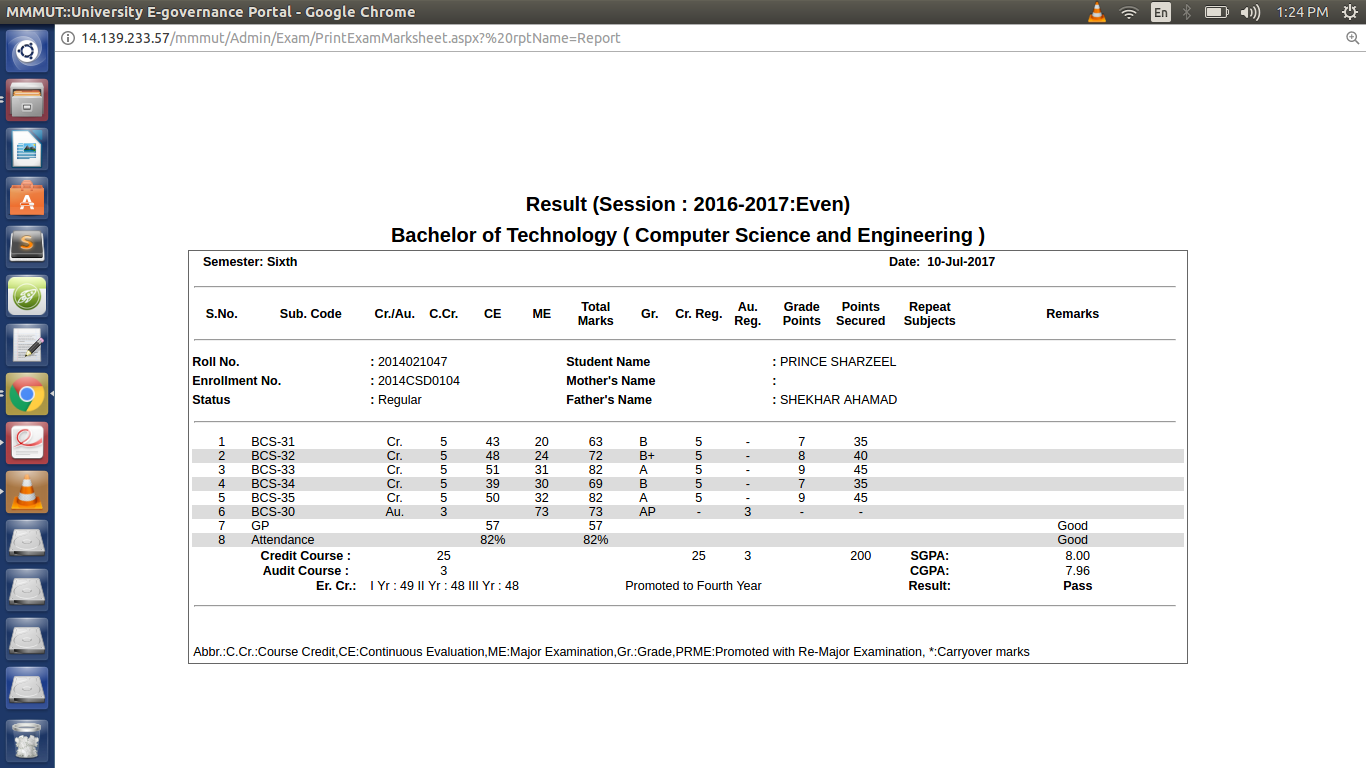 MMMUT::University E-governance Portal - Google Chrome En 1:24 PM
14.139.233.57/mmmut/Admin/Exam/PrintExamMarksheet.aspx?%20rptName=Report
Result (Session : 2016-2017:Even)
Bachelor of Technology ( Computer Science and Engineering )
Semester: Sixth Date: 10-Jul-2017
S.No. Sub. Code Cr./Au. C.Cr. CE ME Total Marks Gr. Cr. Reg. Au. Reg. Grade Points Points Secured Repeat Subjects Remarks
Roll No. : 2014021047 Student Name : PRINCE SHARZEEL
Enrollment No. : 2014CSD0104 Mother's Name :
Status : Regular Father's Name : SHEKHAR AHAMAD
1 BCS-31 Cr. 5 43 20 63 B 5 - 7 35
2 BCS-32 Cr. 5 48 24 72 B+ 5 - 8 40
3 BCS-33 Cr. 5 51 31 82 A 5 - 9 45
4 BCS-34 Cr. 5 39 30 69 B 5 - 7 35
5 BCS-35 Cr. 5 50 32 82 A 5 - 9 45
6 BCS-30 Au. 3 73 73 AP - 3 - -
7 GP 57 57 Good
8 Attendance 82% 82% Good
Credit Course : 25 25 3 200 SGPA: 8.00
Audit Course : 3 CGPA: 7.96
Er. Cr.: I Yr : 49 II Yr : 48 III Yr : 48 Promoted to Fourth Year Result: Pass
Abbr.:C.Cr.:Course Credit,CE:Continuous Evaluation,ME:Major Examination,Gr.:Grade,PRME:Promoted with Re-Major Examination, *:Carryover marks